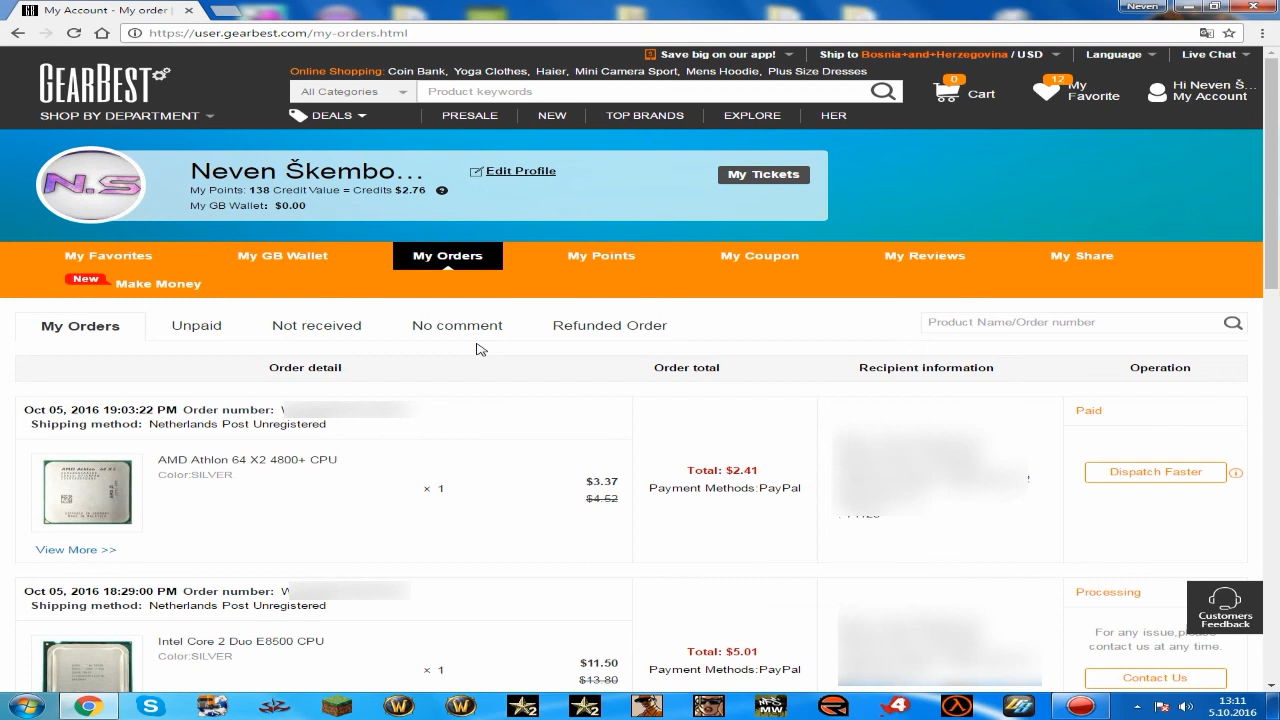 My Account - My order
Neven
https://user.gearbest.com/my-orders.html
Save big on our app!
Ship to Bosnia+and+Herzegovina / USD
Language
Live Chat
GEARBEST
Online Shopping: Coin Bank, Yoga Clothes, Haier, Mini Camera Sport, Mens Hoodie, Plus Size Dresses
All Categories
Product keywords
0
Cart
12
My
Favorite
Hi Neven Š...
My Account
SHOP BY DEPARTMENT
DEALS
PRESALE
NEW
TOP BRANDS
EXPLORE
HER
N.S
Neven Škembo...
Edit Profile
My Tickets
My Points: 138 Credit Value = Credits $2.76
My GB Wallet: $0.00
My Favorites
My GB Wallet
My Orders
My Points
My Coupon
My Reviews
My Share
New
Make Money
My Orders
Unpaid
Not received
No comment
Refunded Order
Product Name/Order number
Order detail
Order total
Recipient information
Operation
Oct 05, 2016 19:03:22 PM Order number:
Shipping method: Netherlands Post Unregistered
AMD Athlon 64 X2 4800+ CPU
Color:SILVER
× 1
$3.37
$4.52
Total: $2.41
Payment Methods:PayPal
Paid
Dispatch Faster
View More >>
Oct 05, 2016 18:29:00 PM Order number: W
Shipping method: Netherlands Post Unregistered
Intel Core 2 Duo E8500 CPU
Color:SILVER
× 1
$11.50
$13.80
Total: $5.01
Payment Methods:PayPal
Processing
For any issue,please
contact us at any time.
Contact Us
Customers
Feedback
13:11
5.10.2016